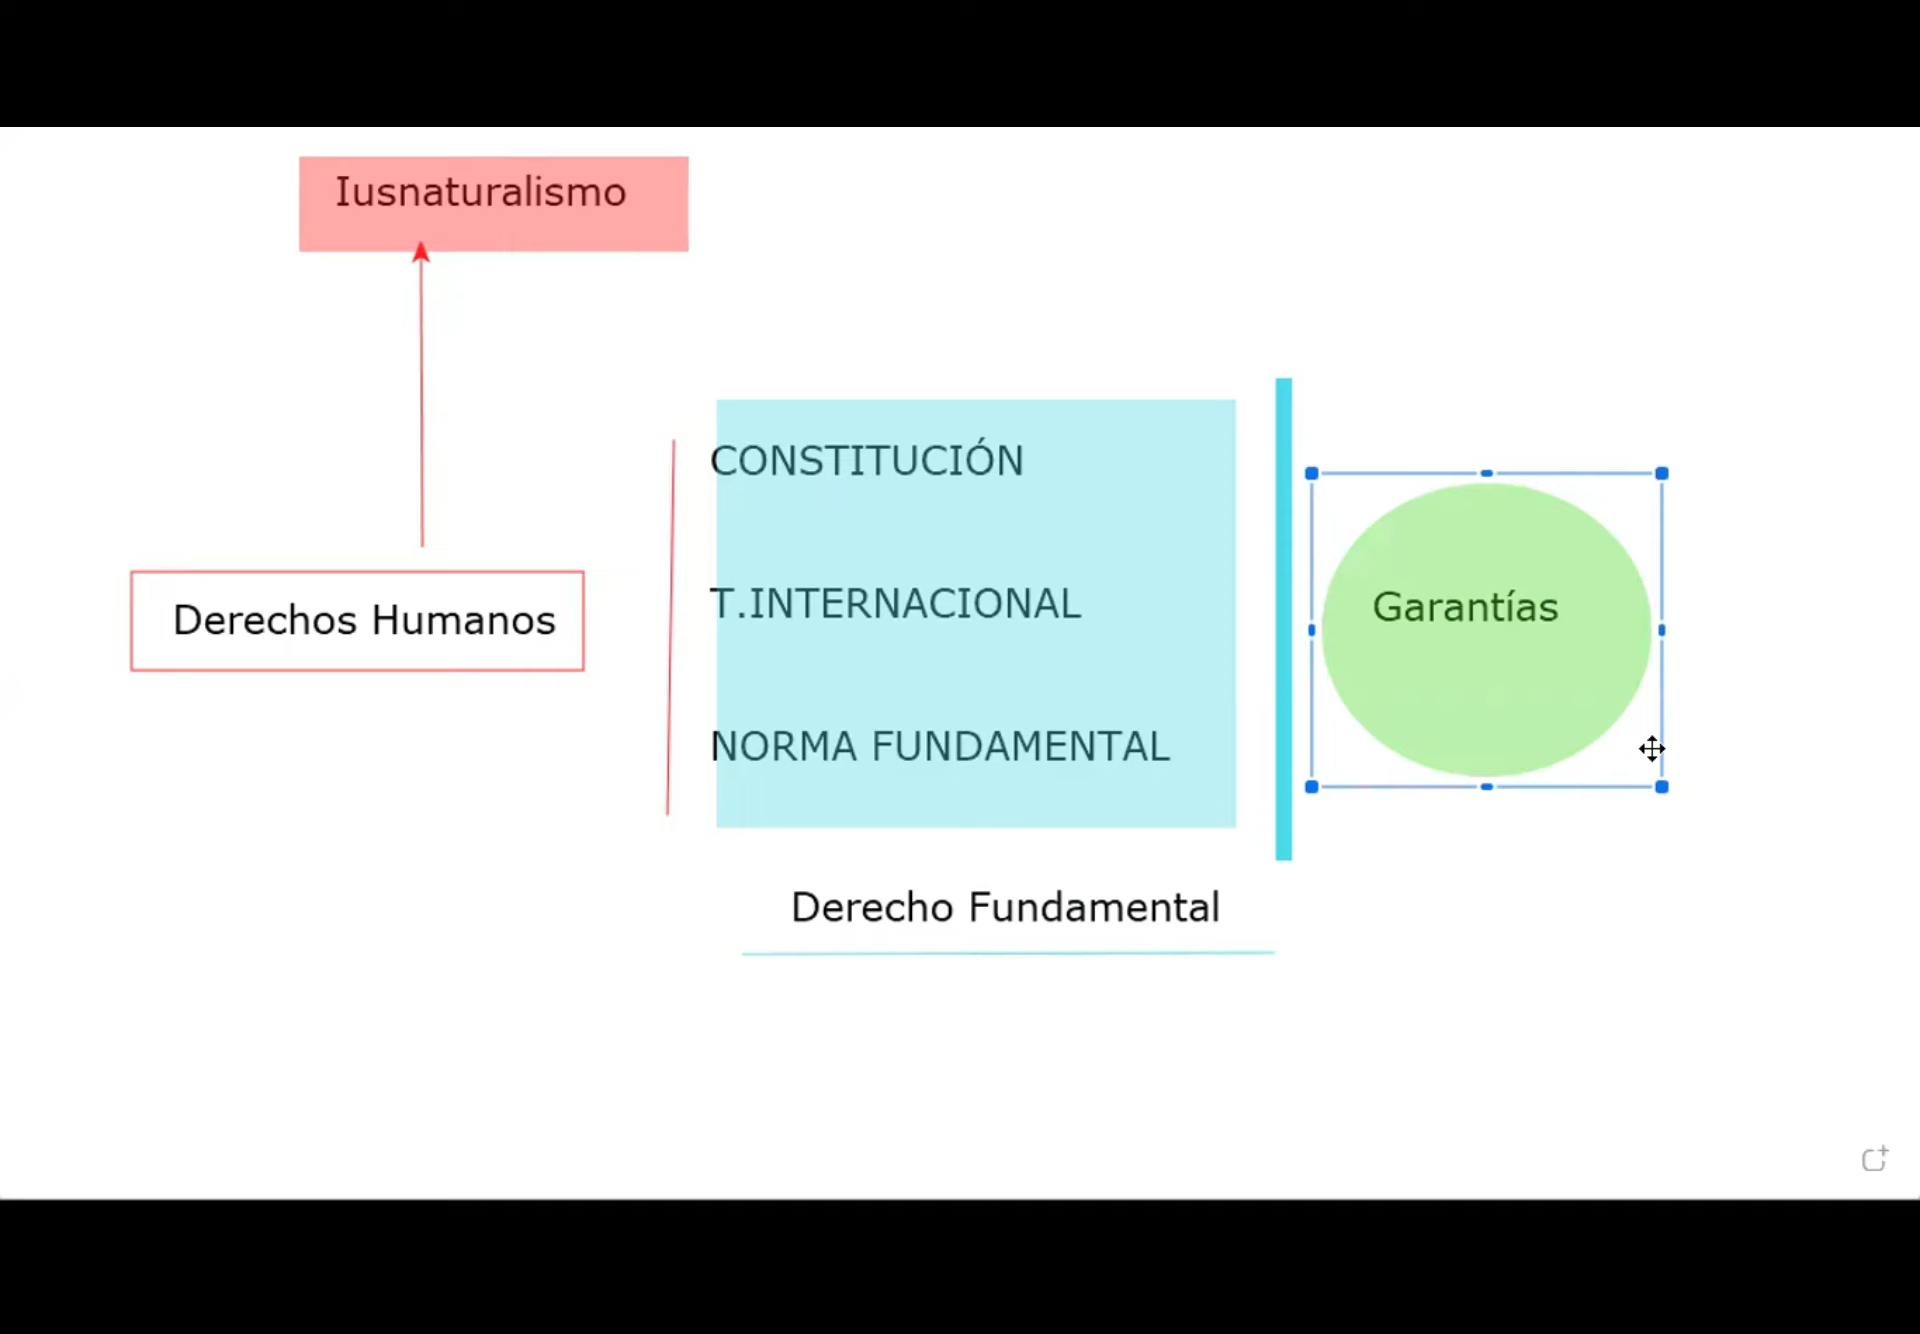 Iusnaturalismo
CONSTITUCIÓN
T.INTERNACIONAL
Derechos Humanos
Garantías
NORMA FUNDAMENTAL
Derecho Fundamental